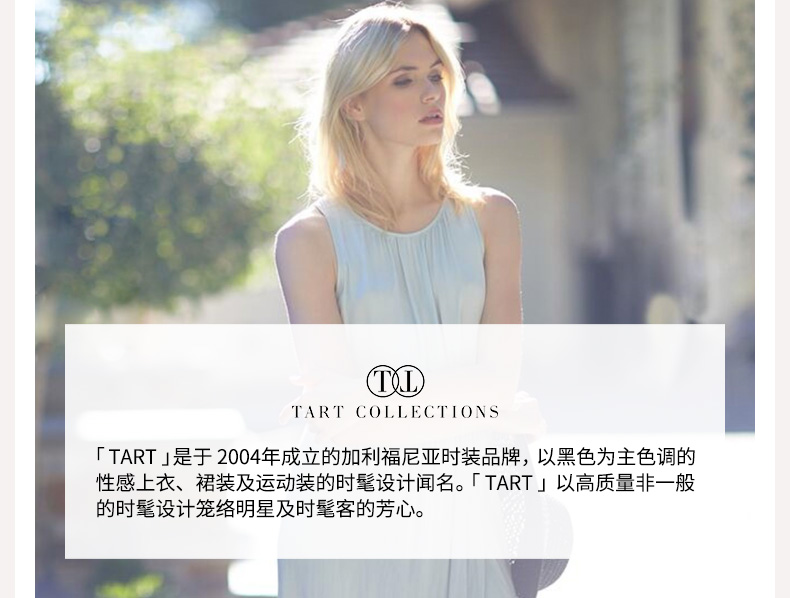 TT
TART COLLECTIONS
「TART」是于 2004年成立的加利福尼亚时装品牌，以黑色为主色调的
性感上衣、裙装及运动装的时髦设计闻名。「TART」以高质量非一般
的时髦设计笼络明星及时髦客的芳心。